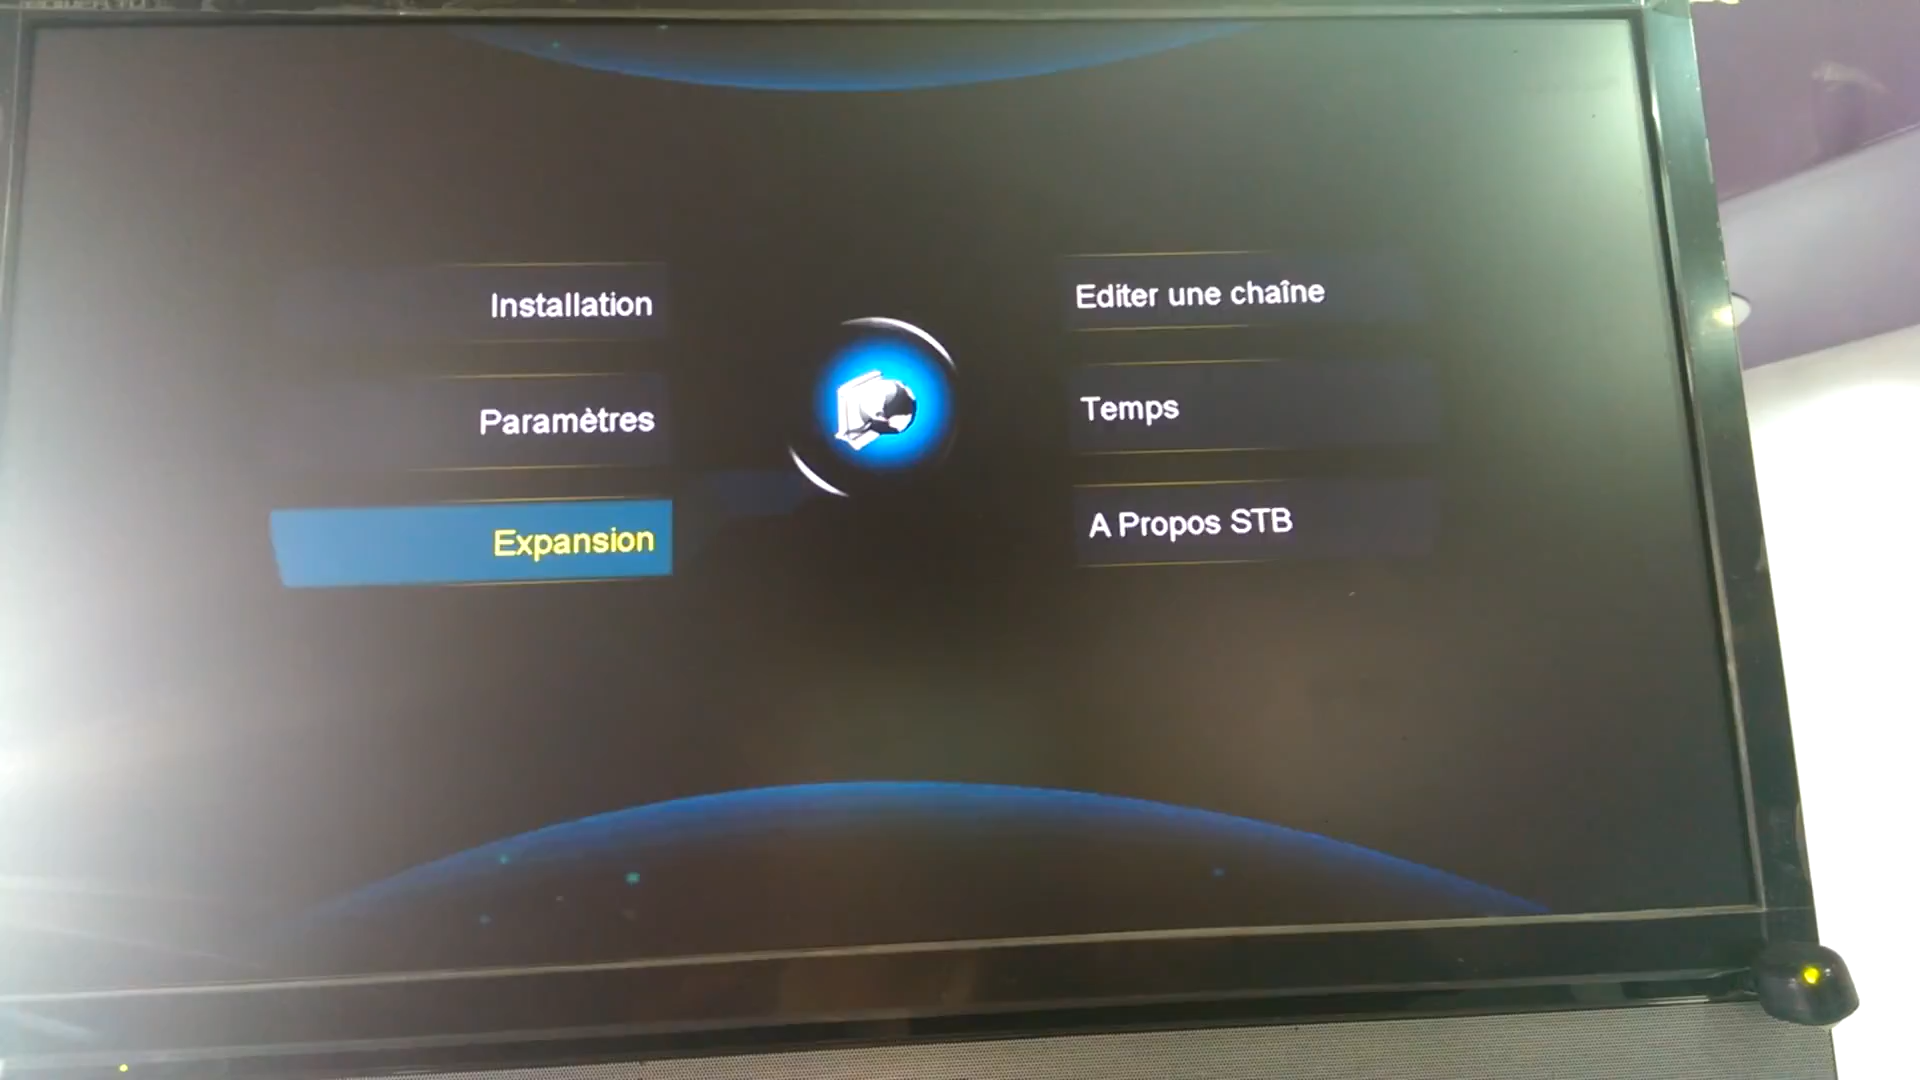 Installation
Paramètres
Expansion
Editer une chaîne
Temps
A Propos STB